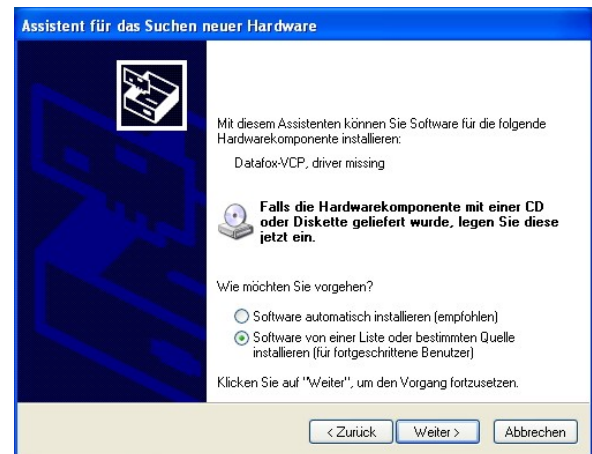 Assistent für das Suchen neuer Hardware
Mit diesem Assistenten können Sie Software für die folgende
Hardwarekomponente installieren:
Datafox-VCP, driver missing
Falls die Hardwarekomponente mit einer CD
oder Diskette geliefert wurde, legen Sie diese
jetzt ein.
Wie möchten Sie vorgehen?
Software automatisch installieren (empfohlen)
Software von einer Liste oder bestimmten Quelle
installieren (für fortgeschrittene Benutzer)
Klicken Sie auf "Weiter", um den Vorgang fortzusetzen.
< Zurück Weiter > Abbrechen